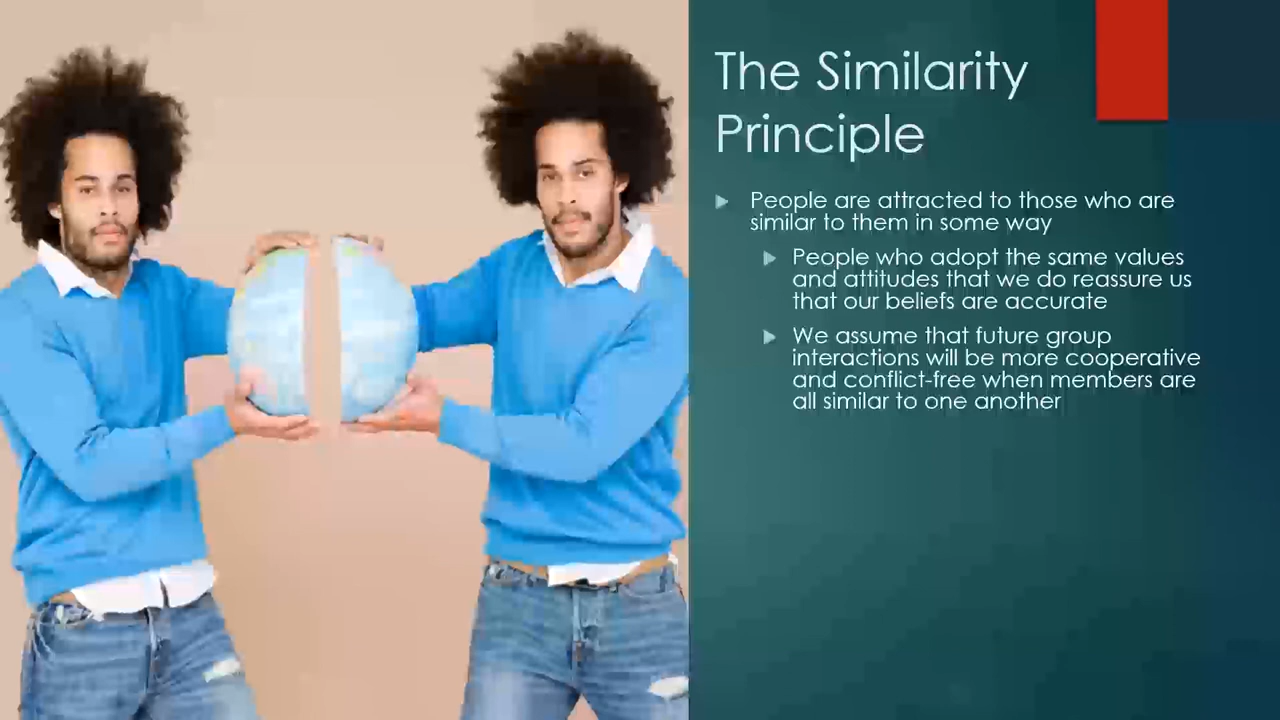 The Similarity
Principle
People are attracted to those who are
similar to them in some way
People who adopt the same values
and attitudes that we do reassure us
that our beliefs are accurate
We assume that future group
interactions will be more cooperative
and conflict-free when members are
all similar to one another